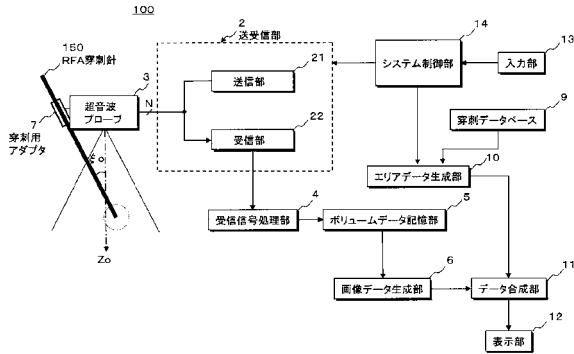 100
150
RFA穿刺針
3
超音波
プローブ
7
穿刺用
アダプタ
ξo
Zo
N
2
送受信部
21
送信部
22
受信部
14
システム制御部
13
入力部
9
穿刺データベース
10
エリアデータ生成部
4
受信信号処理部
5
ボリュームデータ記憶部
6
画像データ生成部
11
データ合成部
12
表示部